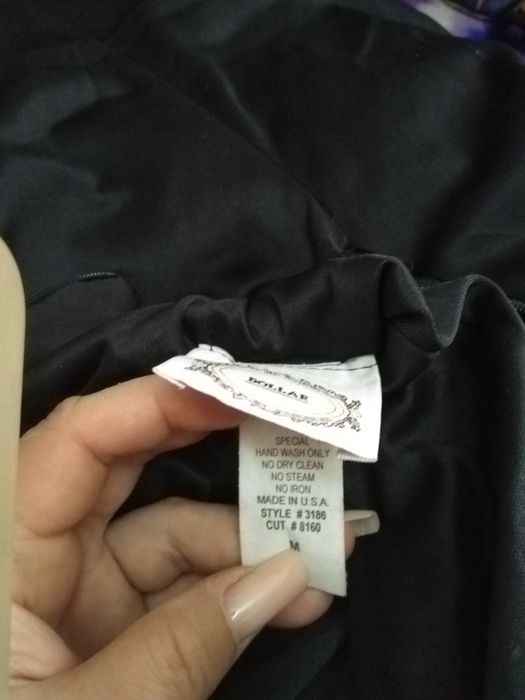 DOLLAR
SPECIAL
HAND WASH ONLY
NO DRY CLEAN
NO STEAM
NO IRON
MADE IN U.S.A.
STYLE # 3186
CUT # 8160
M